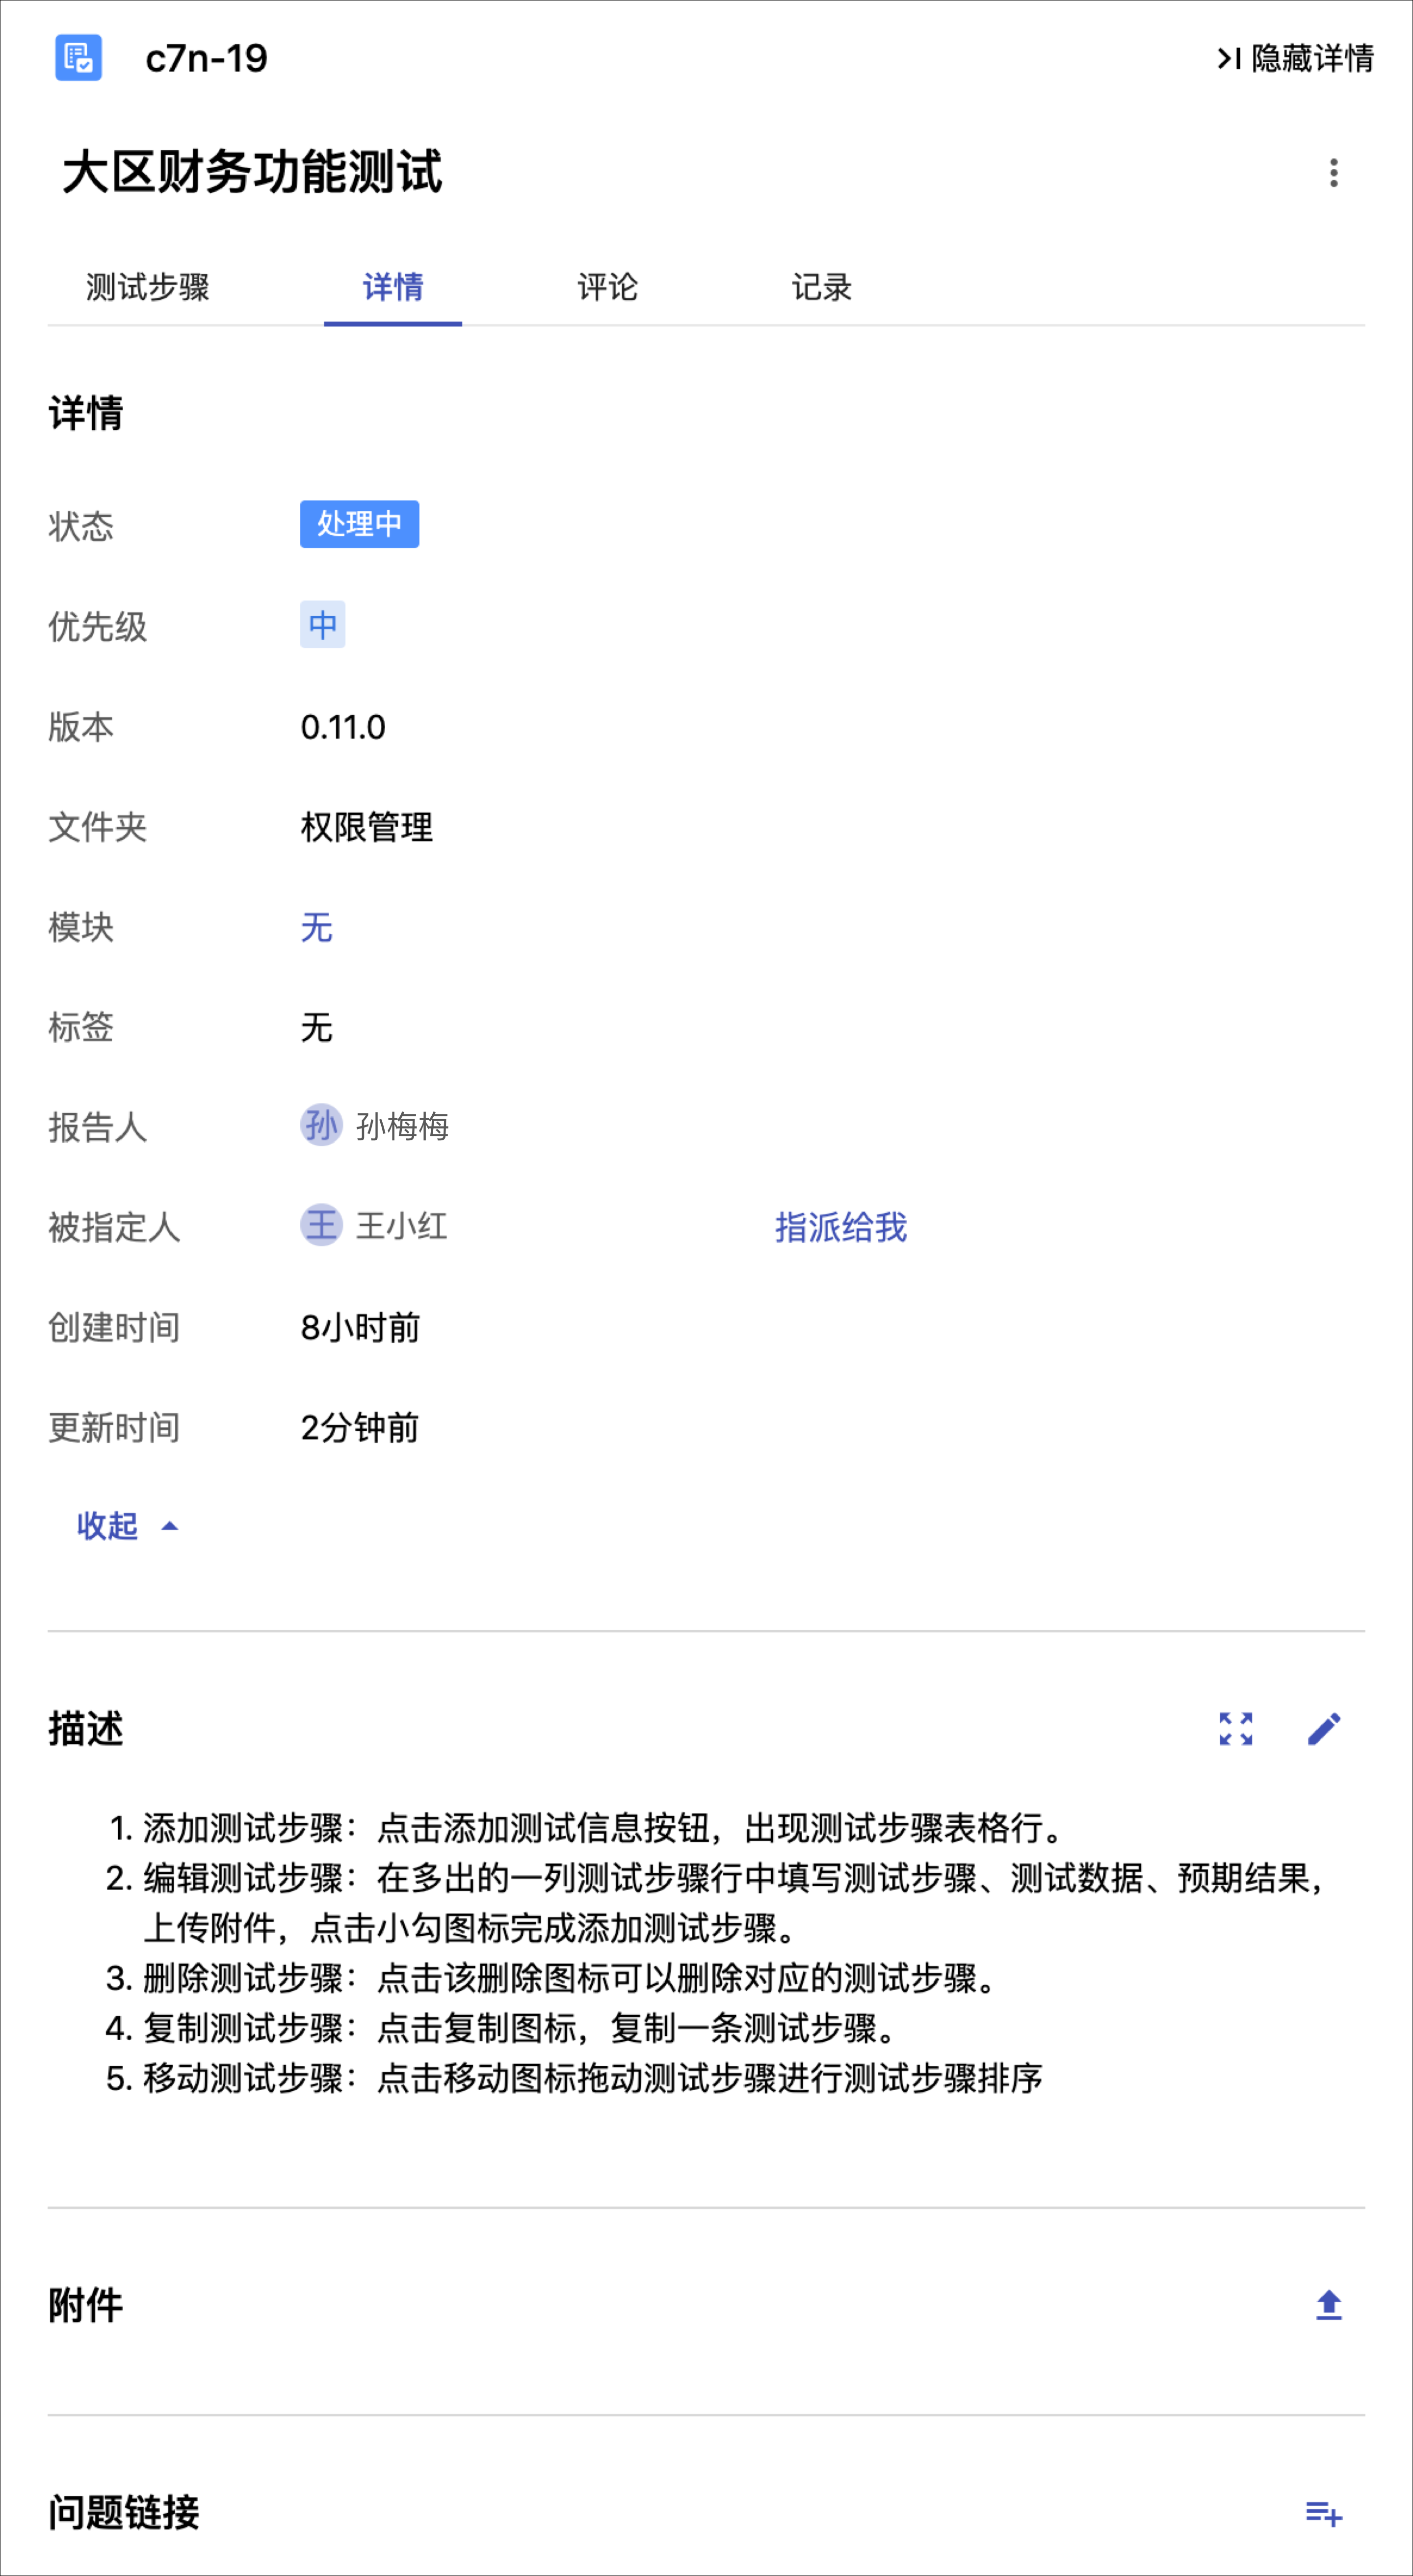 c7n-19
隐藏详情
大区财务功能测试
测试步骤 详情 评论 记录
详情
状态 处理中
优先级 中
版本 0.11.0
文件夹 权限管理
模块 无
标签 无
报告人 孙 孙梅梅
被指定人 王 王小红 指派给我
创建时间 8小时前
更新时间 2分钟前
收起
描述
1. 添加测试步骤：点击添加测试信息按钮，出现测试步骤表格行。
2. 编辑测试步骤：在多出的一列测试步骤行中填写测试步骤、测试数据、预期结果，
上传附件，点击小勾图标完成添加测试步骤。
3. 删除测试步骤：点击该删除图标可以删除对应的测试步骤。
4. 复制测试步骤：点击复制图标，复制一条测试步骤。
5. 移动测试步骤：点击移动图标拖动测试步骤进行测试步骤排序
附件
问题链接